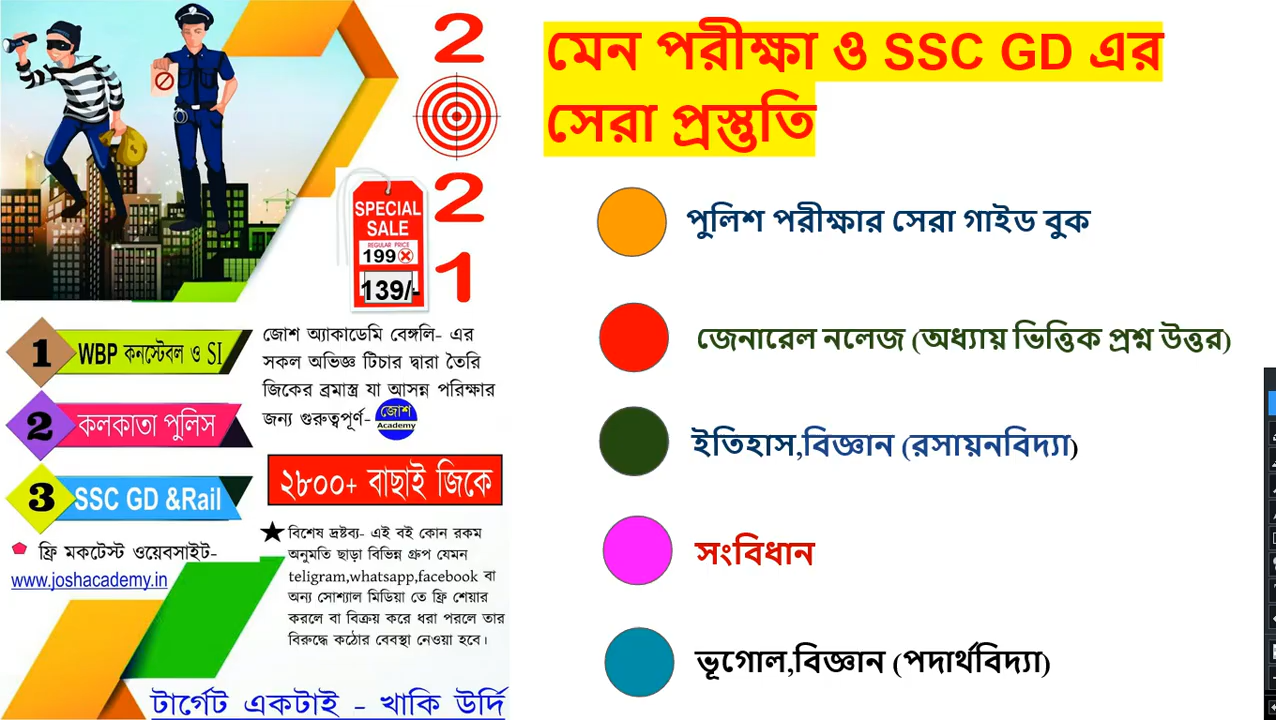 2
2
1
SPECIAL
SALE
REGULAR PRICE
199
139/-
1 WBP কনস্টেবল ও SI
2 কলকাতা পুলিস
3 SSC GD &Rail
ফ্রি মকটেস্ট ওয়েবসাইট-
www.joshacademy.in
জোশ অ্যাকাডেমি বেঙ্গলি- এর
সকল অভিজ্ঞ টিচার দ্বারা তৈরি
জিকের ব্রমাস্ত্র যা আসন্ন পরিক্ষার
জন্য গুরুত্বপূর্ণ-
জোশ
Academy
২৮০০+ বাছাই জিকে
বিশেষ দ্রষ্টব্য- এই বই কোন রকম
অনুমতি ছাড়া বিভিন্ন গ্রুপ যেমন
teligram,whatsapp,facebook বা
অন্য সোশ্যাল মিডিয়া তে ফ্রি শেয়ার
করলে বা বিক্রয় করে ধরা পরলে তার
বিরুদ্ধে কঠোর বেবস্থা নেওয়া হবে।
টার্গেট একটাই - খাকি উর্দি
মেন পরীক্ষা ও SSC GD এর
সেরা প্রস্তুতি
পুলিশ পরীক্ষার সেরা গাইড বুক
জেনারেল নলেজ (অধ্যায় ভিত্তিক প্রশ্ন উত্তর)
ইতিহাস,বিজ্ঞান (রসায়নবিদ্যা)
সংবিধান
ভূগোল,বিজ্ঞান (পদার্থবিদ্যা)